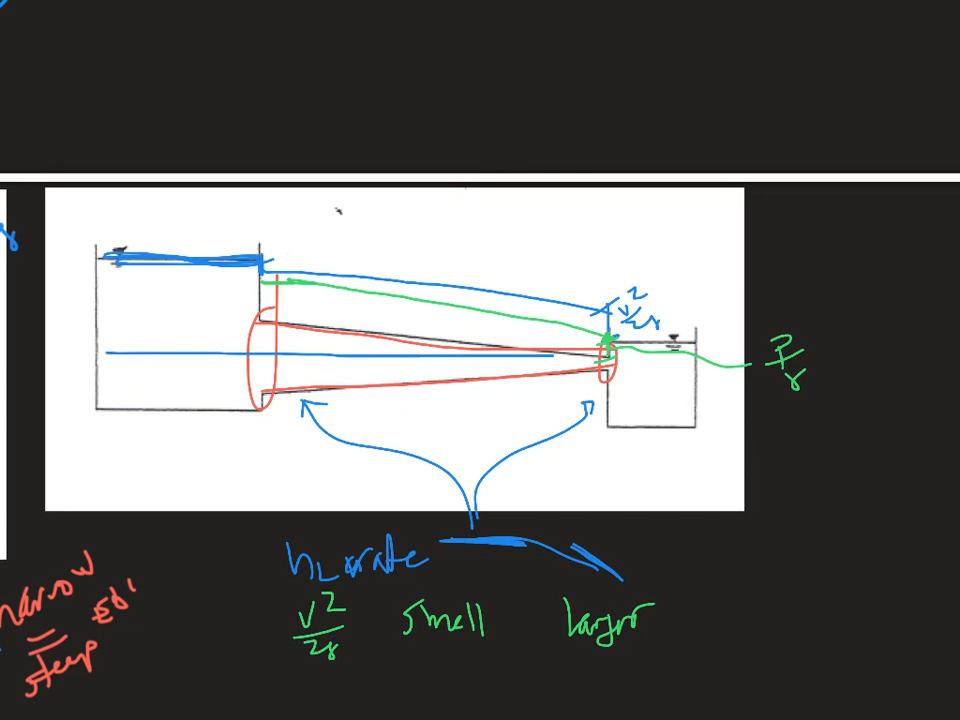 V²
2g
P
γ
hL rate
V² small larger
2g
narrow
=
steep